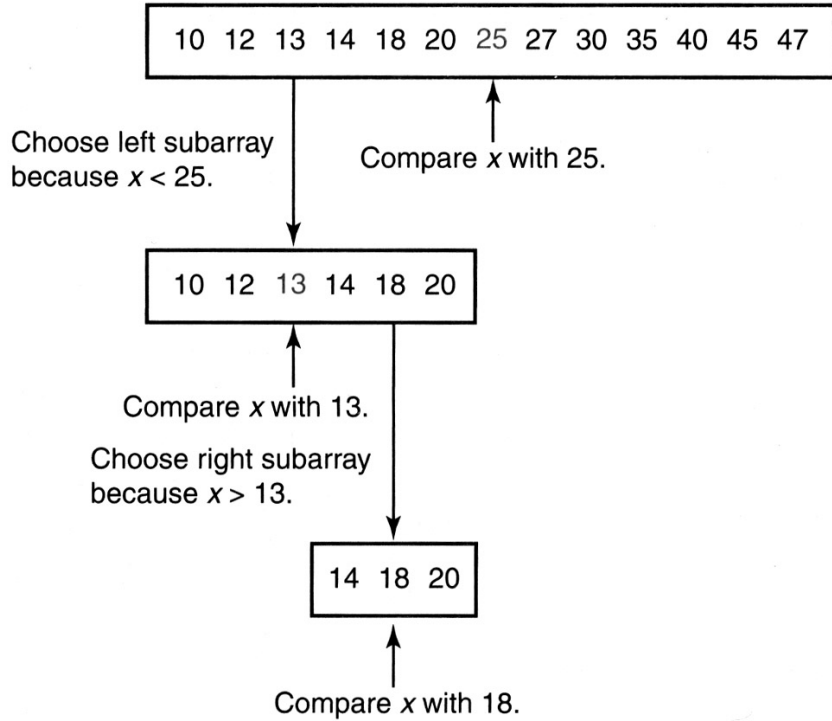 10 12 13 14 18 20 25 27 30 35 40 45 47
Choose left subarray
because x < 25.
Compare x with 25.
10 12 13 14 18 20
Compare x with 13.
Choose right subarray
because x > 13.
14 18 20
Compare x with 18.